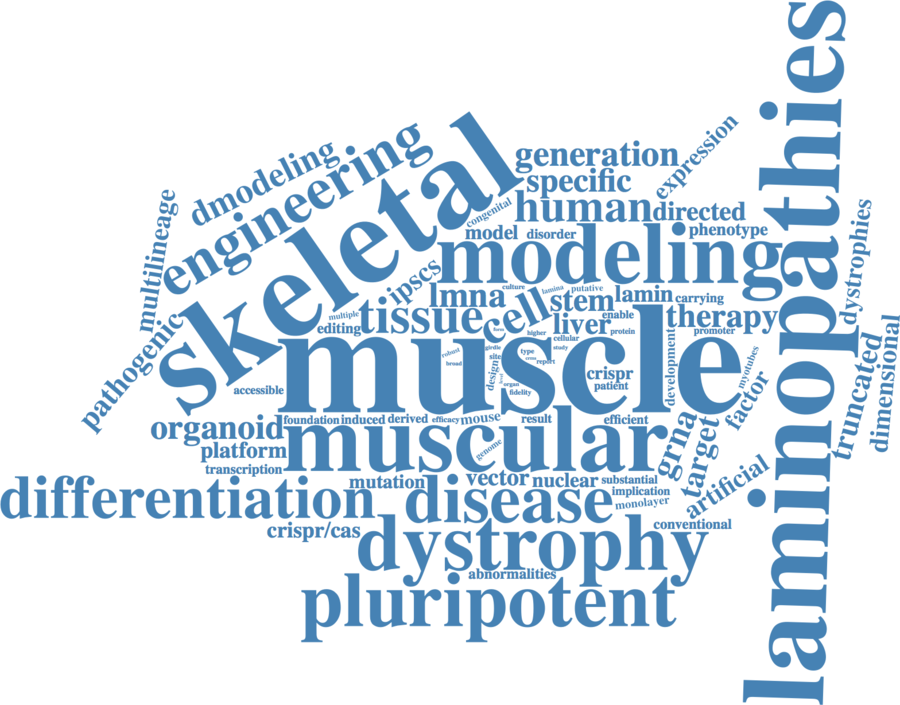 laminopathies
expression
dmodeling
engineering
skeletal
generation
specific
multilineage
congenital
human
directed
model
disorder
phenotype
dystrophies
modeling
ipscs
culture
lamina
putative
lmna
cell
stem
lamin
carrying
multiple
editing
tissue
force
higher
liver
enable
protein
therapy
promoter
pathogenic
cellular
study
muscle
robust
broad
girdle
site
type
cross
report
design
level
organ
fidelity
crispr
patient
development
myotubes
factor
truncated
dimensional
accessible
foundation
induced
derived
efficacy
mouse
result
efficient
organoid
muscular
genome
grna
target
platform
transcription
mutation
vector
nuclear
substantial
implication
monolayer
artificial
differentiation
disease
crispr/cas
dystrophy
conventional
abnormalities
pluripotent